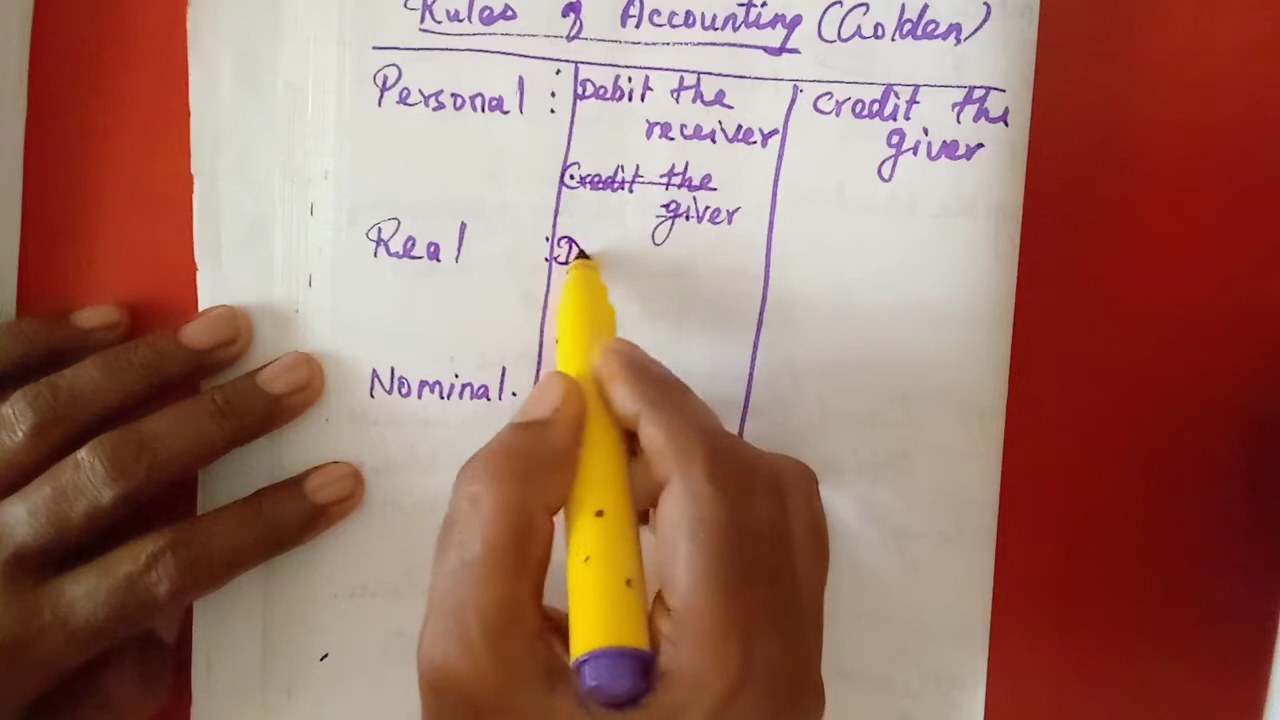 Rules of Accounting (Golden)
Personal : Debit the Credit the
receiver giver
Credit the
giver
Real : D
Nominal.